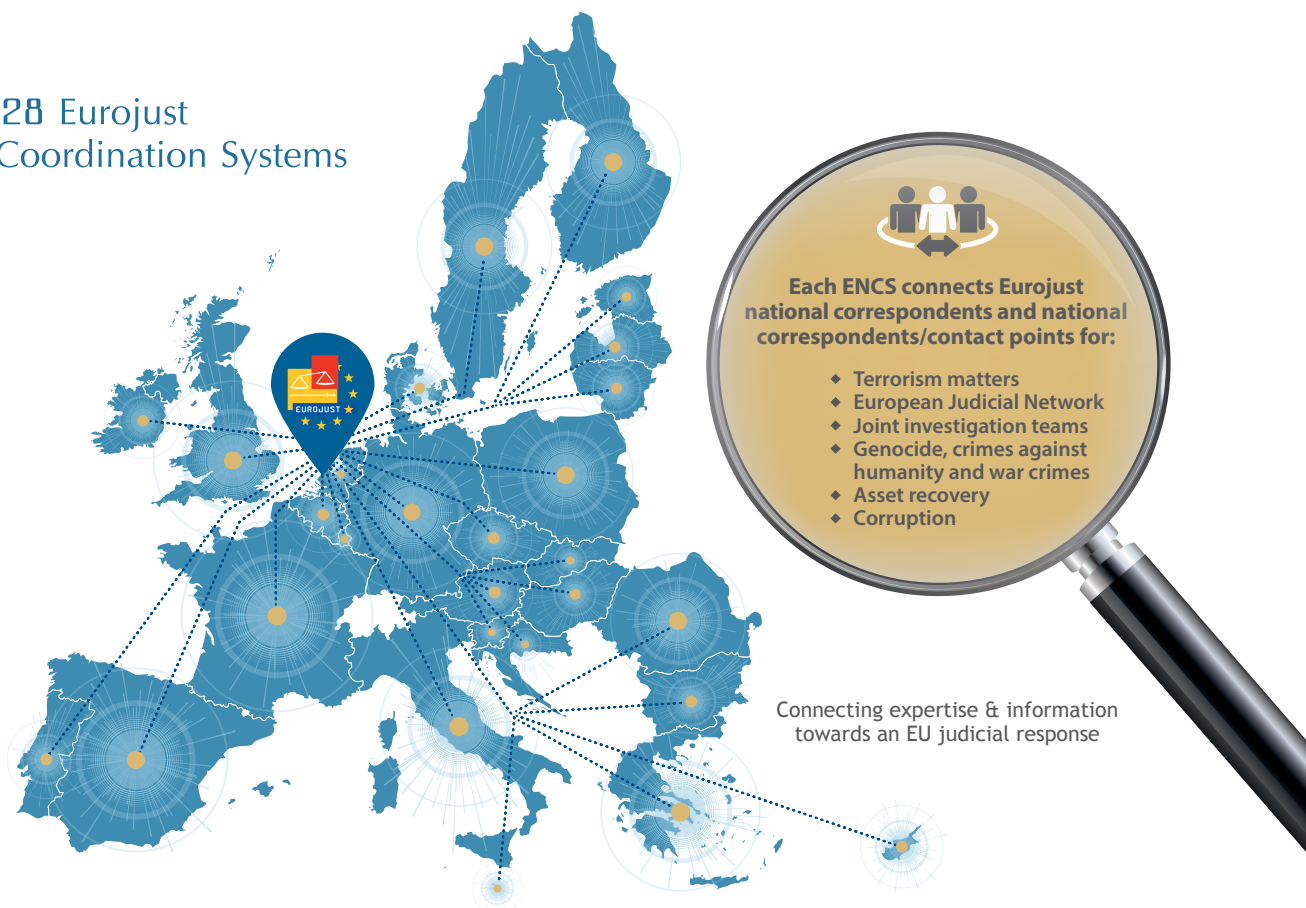 28 Eurojust
Coordination Systems
EUROJUST
Each ENCS connects Eurojust
national correspondents and national
correspondents/contact points for:
◆ Terrorism matters
◆ European Judicial Network
◆ Joint investigation teams
◆ Genocide, crimes against
humanity and war crimes
◆ Asset recovery
◆ Corruption
Connecting expertise & information
towards an EU judicial response